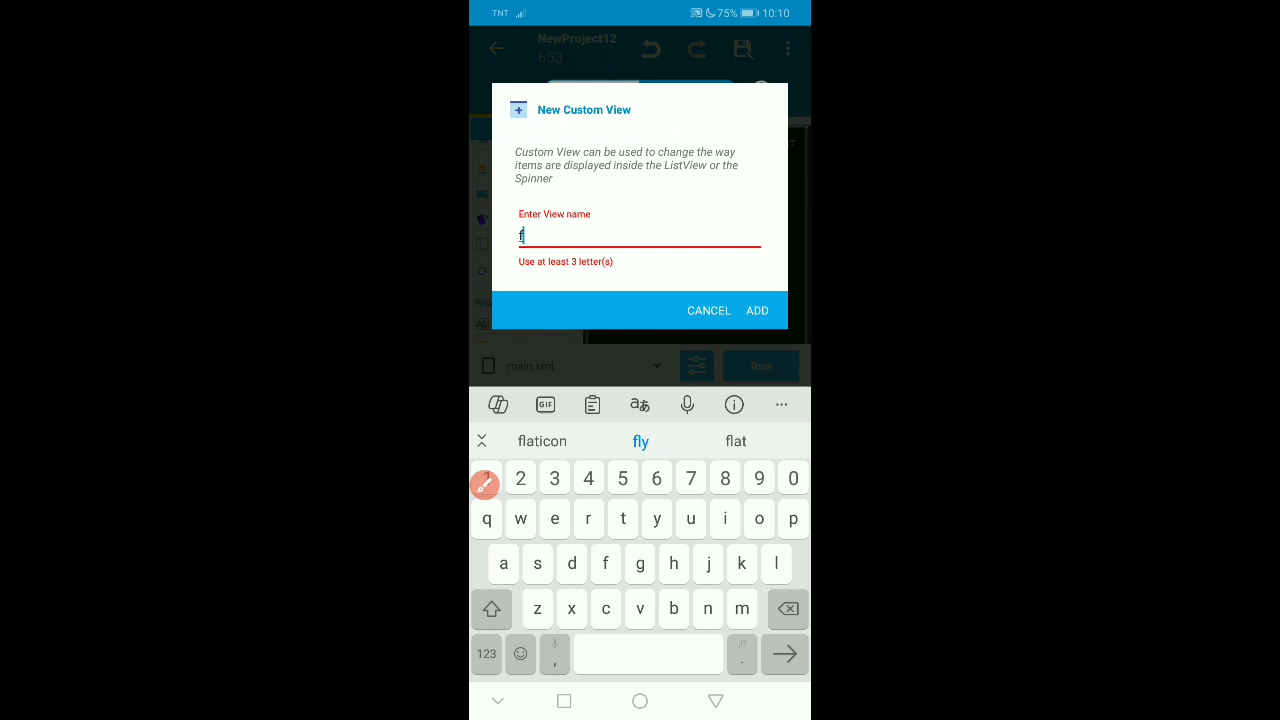 TNT 75% 10:10
NewProject12
653
New Custom View
Custom View can be used to change the way
items are displayed inside the ListView or the
Spinner
Enter View name
f
Use at least 3 letter(s)
CANCEL ADD
Abl
main.xml Run
GIF
flaticon fly flat
1 2 3 4 5 6 7 8 9 0
q w e r t y u i o p
a s d f g h j k l
z x c v b n m
123 , .